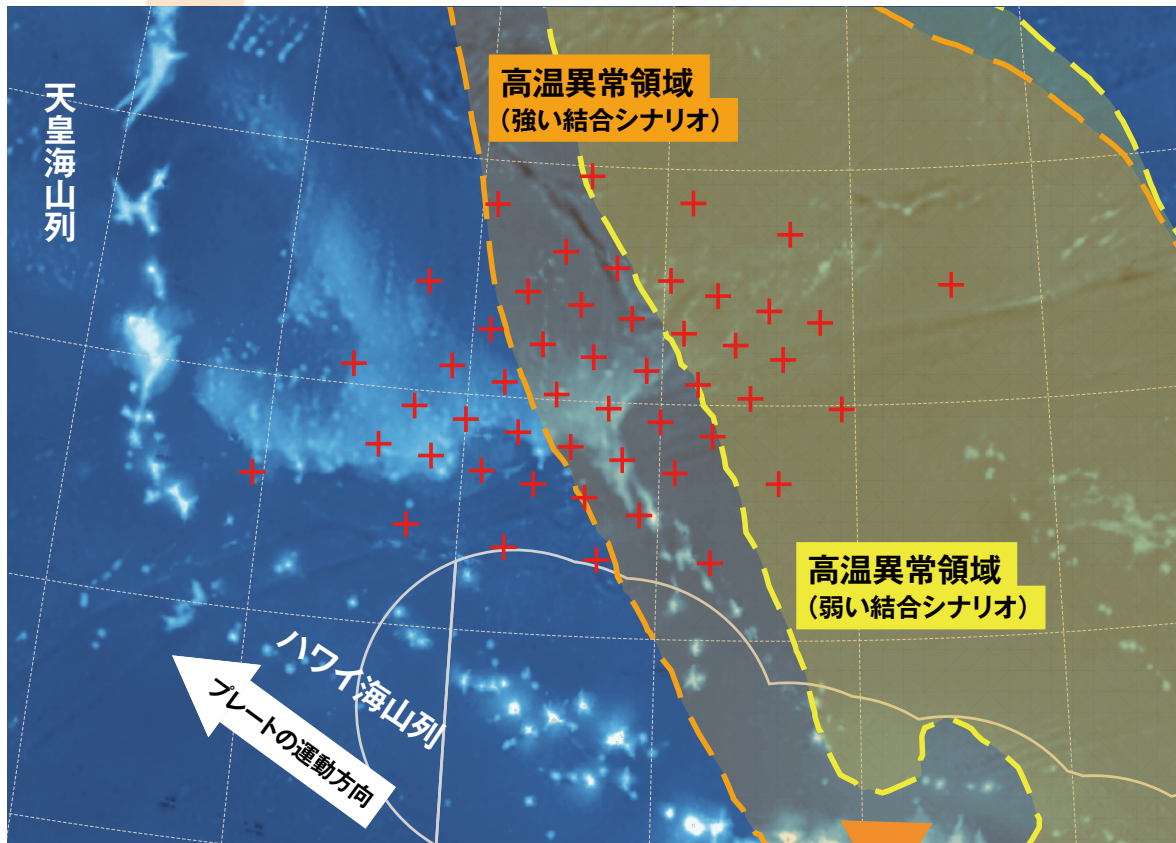 天皇海山列
高温異常領域
（強い結合シナリオ）
高温異常領域
（弱い結合シナリオ）
ハワイ海山列
プレートの運動方向